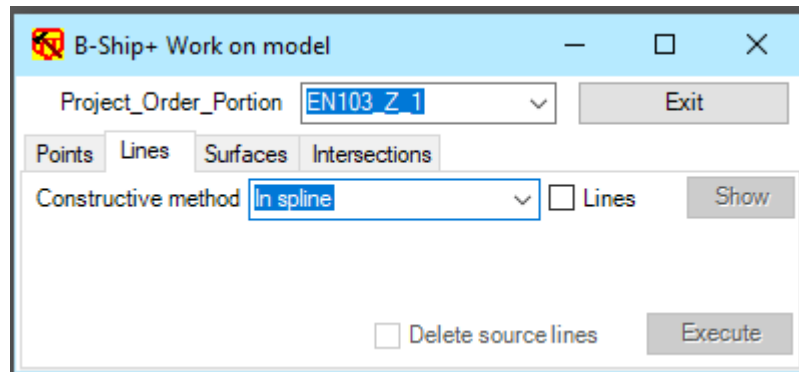 B-Ship+ Work on model
Project_Order_Portion EN103_Z_1 Exit
Points Lines Surfaces Intersections
Constructive method In spline Lines Show
Delete source lines Execute